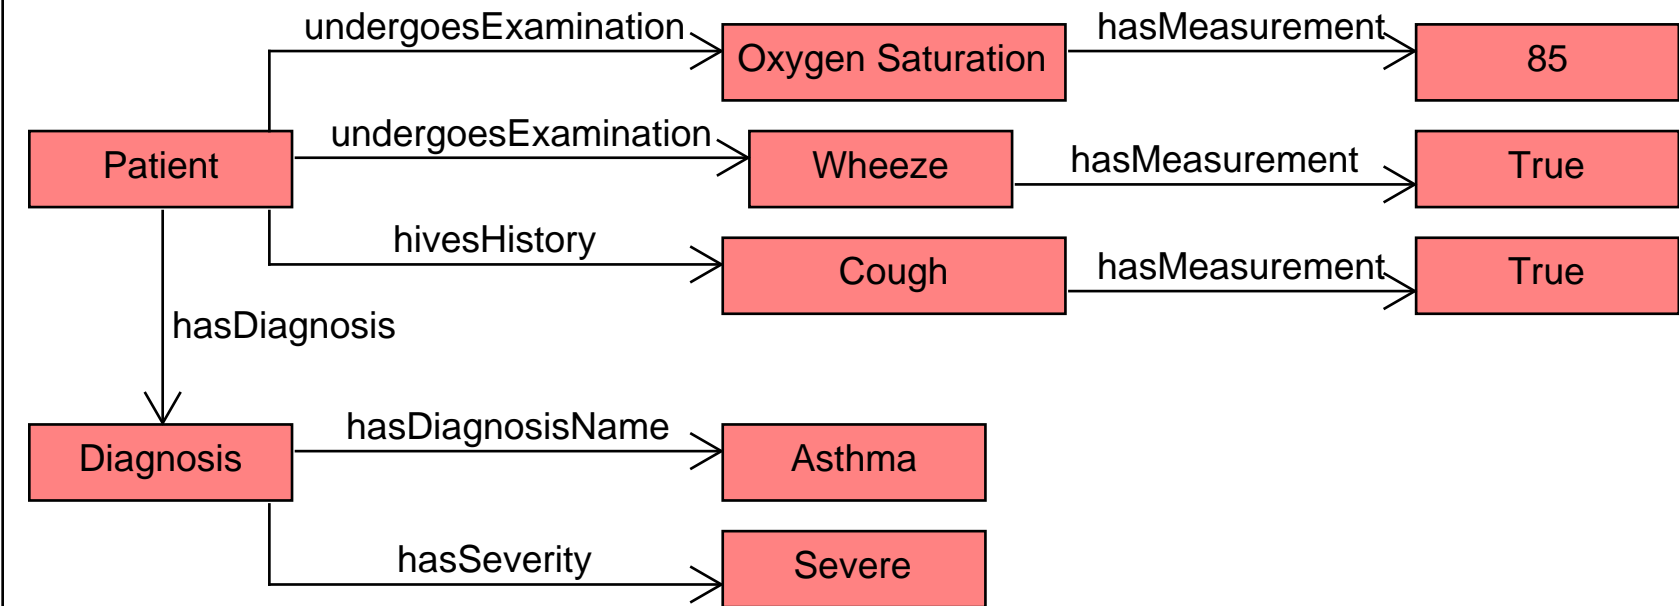 undergoesExamination hasMeasurement
Oxygen Saturation 85
undergoesExamination
Patient Wheeze hasMeasurement True
hivesHistory
Cough hasMeasurement True
hasDiagnosis
hasDiagnosisName
Diagnosis Asthma
hasSeverity Severe